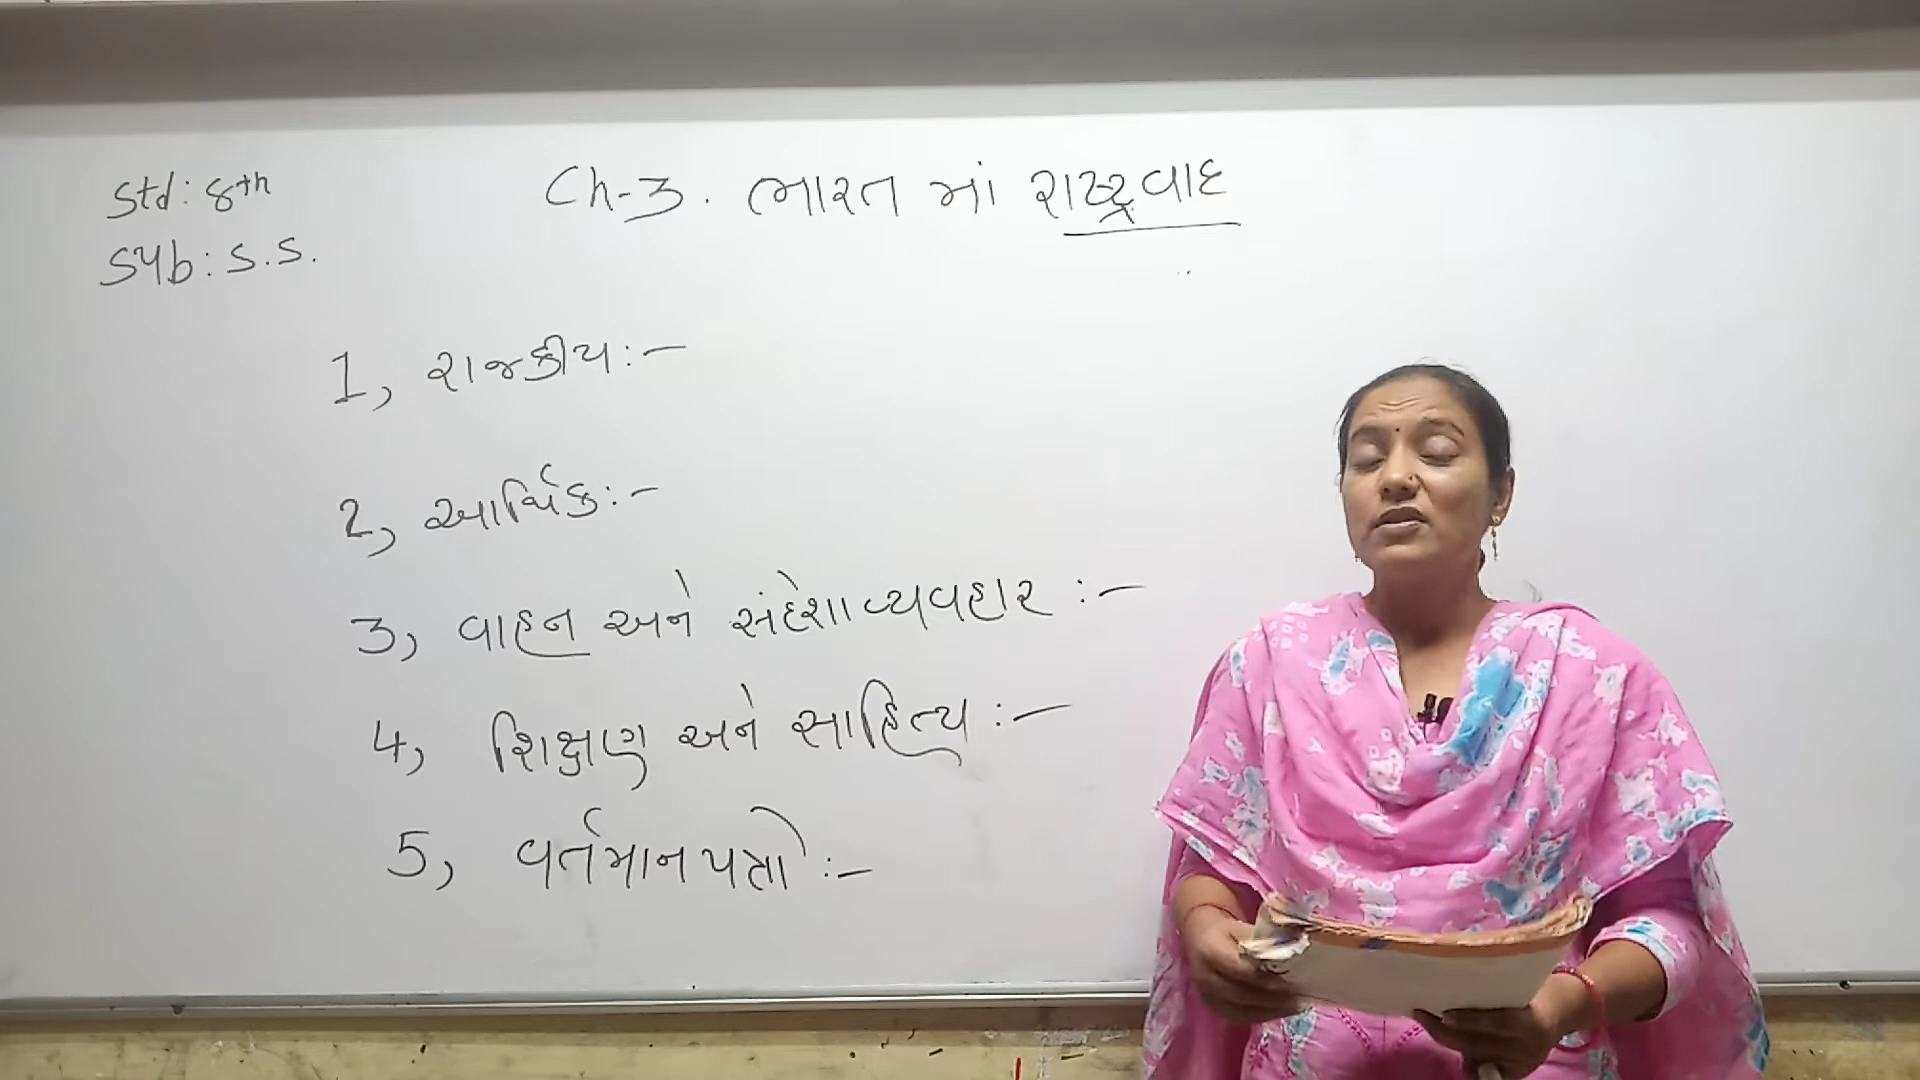 Std: 8th
Sub: S.S.
Ch-3. ભારત માં રાષ્ટ્રવાદ
1, રાજકીય :-
2, આર્થિક :-
3, વાહન અને સંદેશાવ્યવહાર :-
4, શિક્ષણ અને સાહિત્ય :-
5, વર્તમાનપત્રો :-